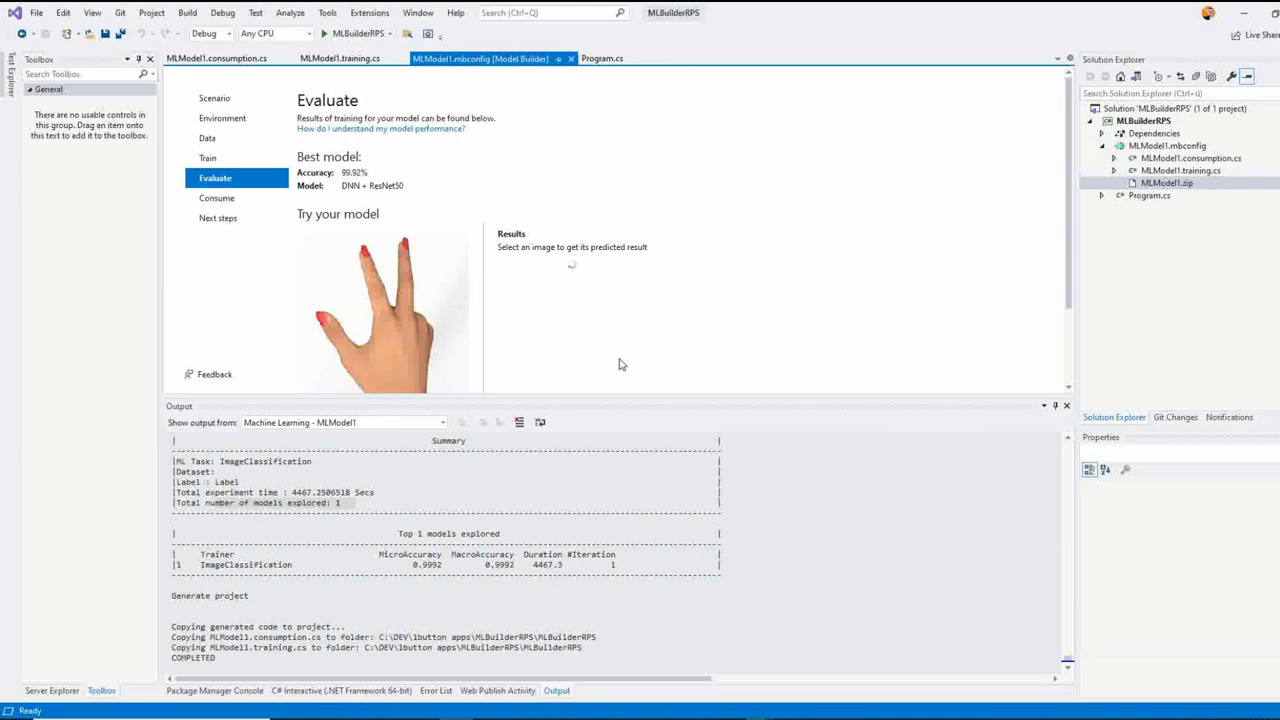 File Edit View Git Project Build Debug Test Analyze Tools Extensions Window Help Search (Ctrl+Q) MLBuilderRPS
Debug Any CPU MLBuilderRPS Live Share
Test Explorer
Toolbox
Search Toolbox
General
There are no usable controls in
this group. Drag an item onto
this text to add it to the toolbox.
MLModel1.consumption.cs MLModel1.training.cs MLModel1.mbconfig [Model Builder] Program.cs
Scenario
Environment
Data
Train
Evaluate
Consume
Next steps
Feedback
Evaluate
Results of training for your model can be found below.
How do I understand my model performance?
Best model:
Accuracy: 99.92%
Model: DNN + ResNet50
Try your model
Results
Select an image to get its predicted result
Output
Show output from: Machine Learning - MLModel1
| Summary |
|ML Task: ImageClassification |
|Dataset: |
|Label : Label |
|Total experiment time : 4467.2506518 Secs |
|Total number of models explored: 1 |
| Top 1 models explored |
| Trainer MicroAccuracy MacroAccuracy Duration #Iteration |
|1 ImageClassification 0.9992 0.9992 4467.3 1 |
Generate project
Copying generated code to project...
Copying MLModel1.consumption.cs to folder: C:\DEV\1button apps\MLBuilderRPS\MLBuilderRPS
Copying MLModel1.training.cs to folder: C:\DEV\1button apps\MLBuilderRPS\MLBuilderRPS
COMPLETED
Solution Explorer
Search Solution Explorer (Ctrl+ü)
Solution 'MLBuilderRPS' (1 of 1 project)
MLBuilderRPS
Dependencies
MLModel1.mbconfig
MLModel1.consumption.cs
MLModel1.training.cs
MLModel1.zip
Program.cs
Solution Explorer Git Changes Notifications
Properties
Server Explorer Toolbox Package Manager Console C# Interactive (.NET Framework 64-bit) Error List Web Publish Activity Output
Ready